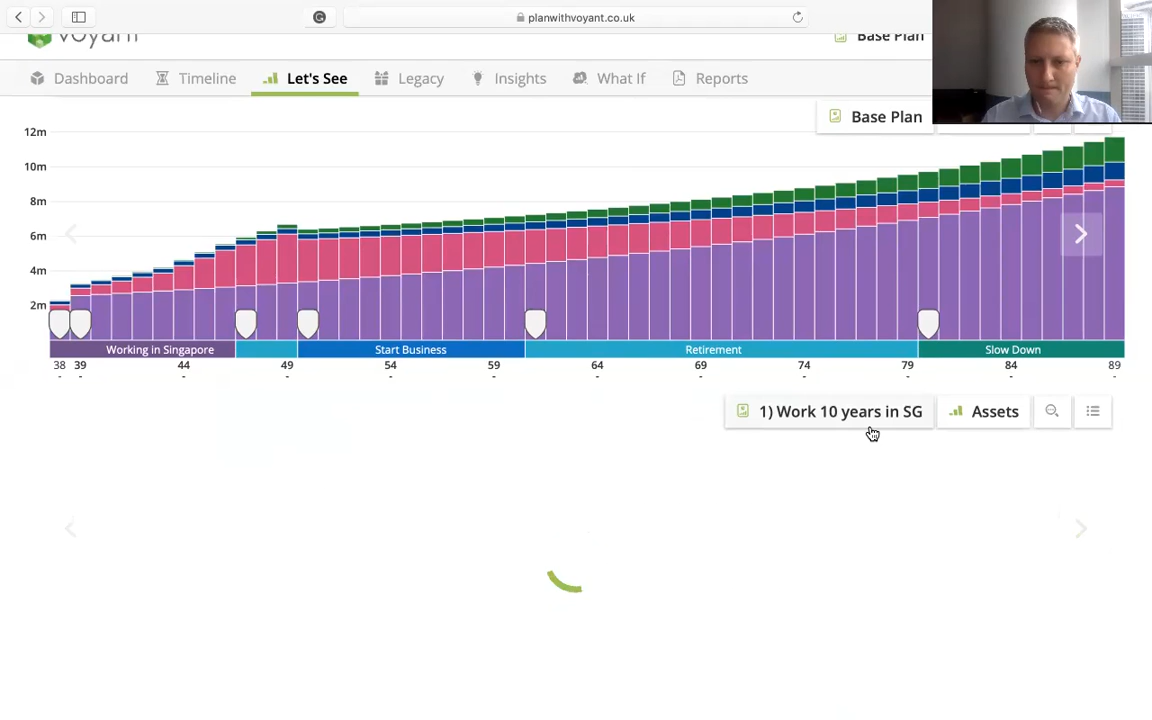 planwithvoyant.co.uk
voyant
Base Plan
Dashboard
Timeline
Let's See
Legacy
Insights
What If
Reports
Base Plan
12m
10m
8m
6m
4m
2m
Working in Singapore
Start Business
Retirement
Slow Down
38 39 44 49 54 59 64 69 74 79 84 89
1) Work 10 years in SG
Assets